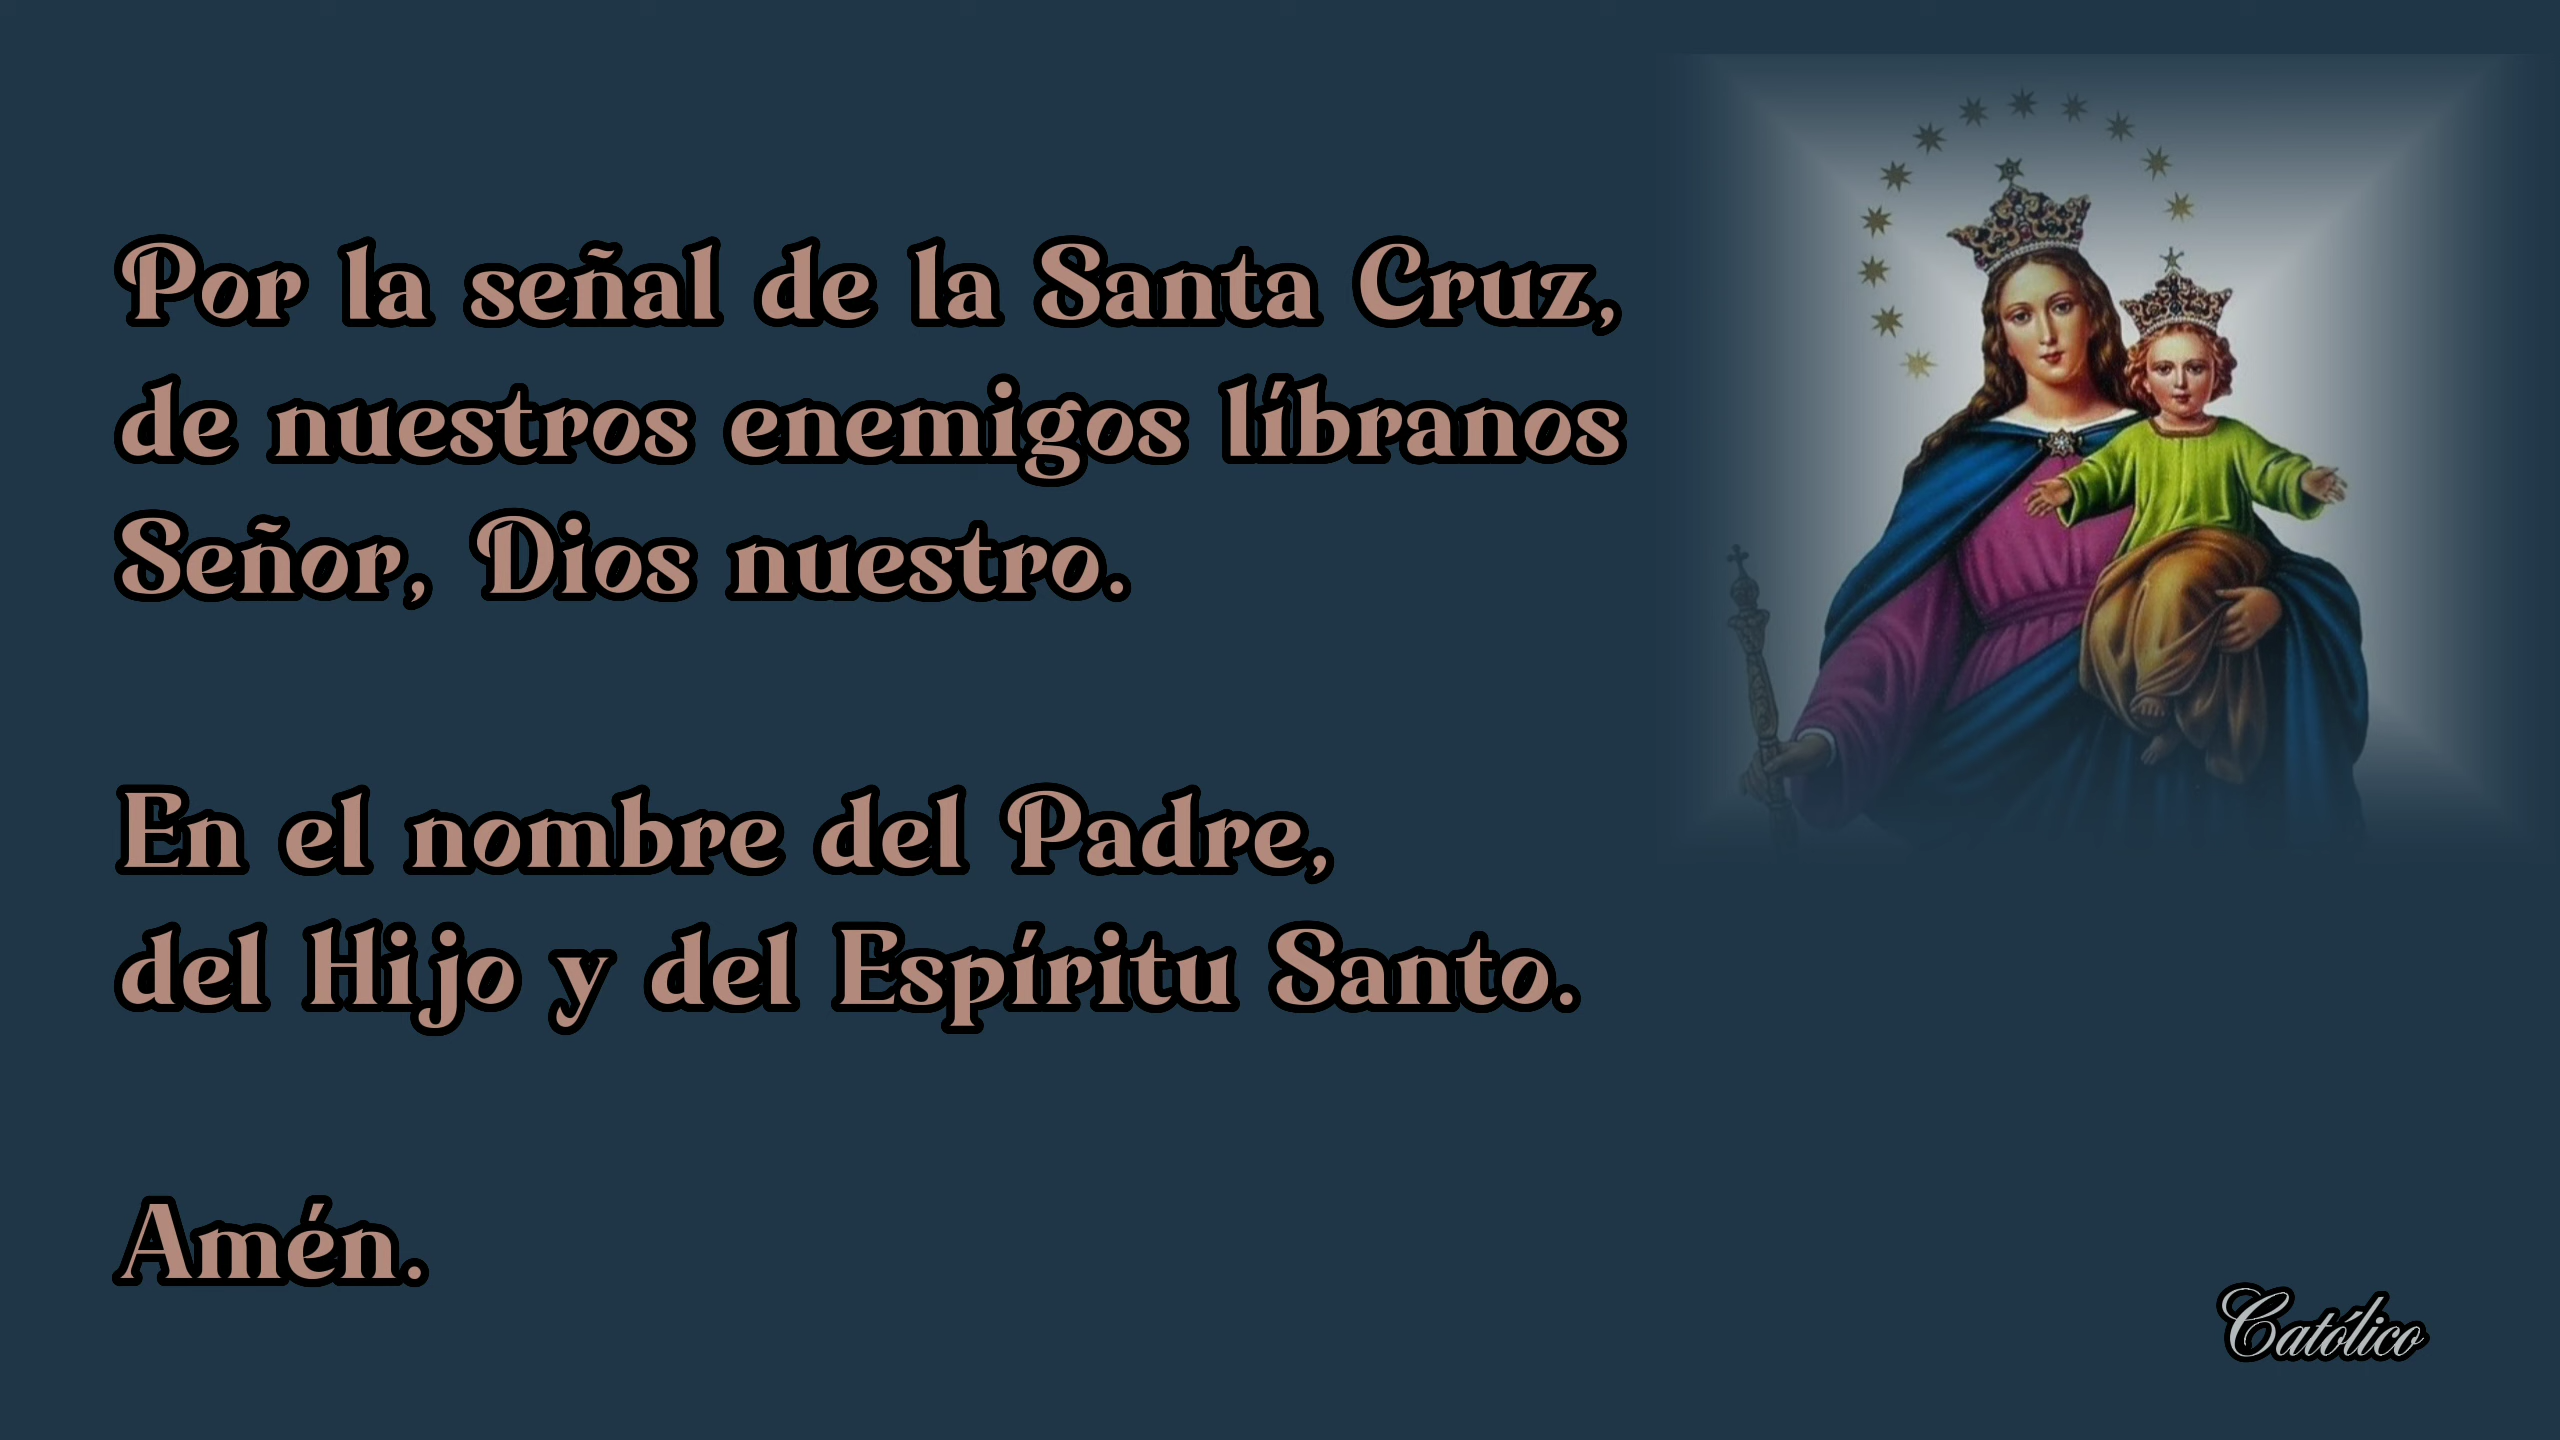 Por la señal de la Santa Cruz,
de nuestros enemigos líbranos
Señor, Dios nuestro.
En el nombre del Padre,
del Hijo y del Espíritu Santo.
Amén.
Católico